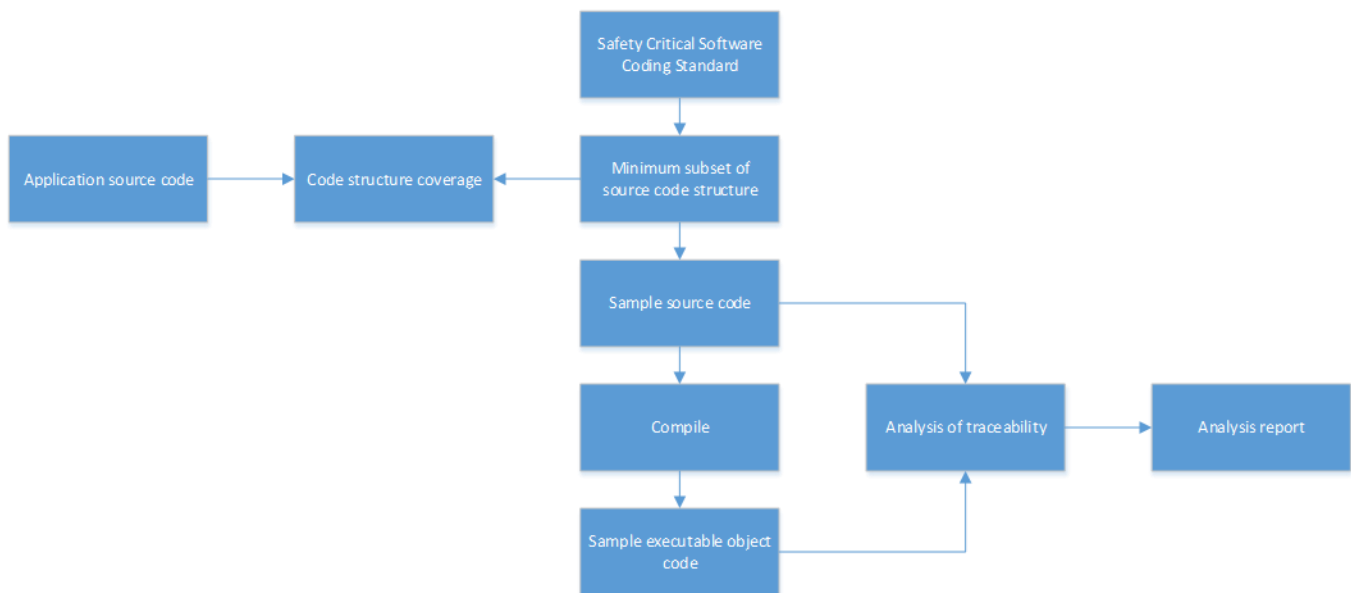 Safety Critical Software
Coding Standard
Application source code
Code structure coverage
Minimum subset of
source code structure
Sample source code
Compile
Analysis of traceability
Analysis report
Sample executable object
code